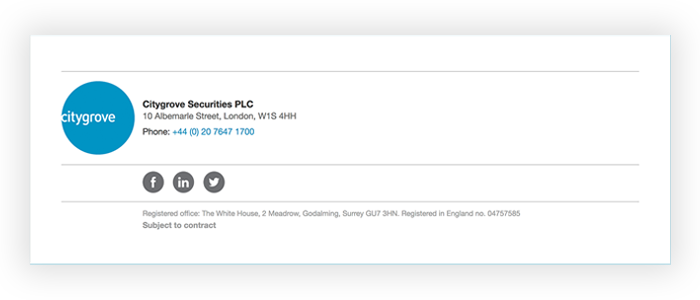 citygrove
Citygrove Securities PLC
10 Albemarle Street, London, W1S 4HH
Phone: +44 (0) 20 7647 1700
f in
Registered office: The White House, 2 Meadrow, Godalming, Surrey GU7 3HN. Registered in England no. 04757585
Subject to contract